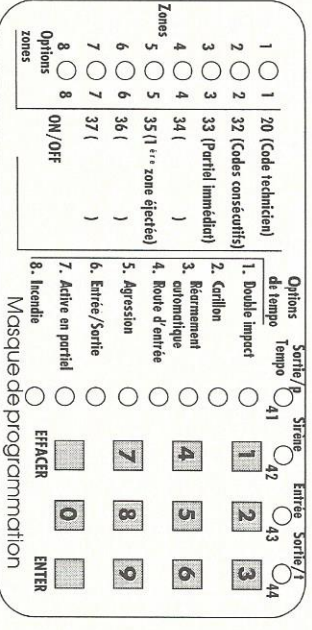 Zones
1 1 20 (Code technicien)
2 2 32 (Codes consécutifs)
3 3 33 (Partiel immédiat)
4 4 34 ( )
5 5 35 (1ère zone éjectée)
6 6 36 ( )
7 7 37 ( )
8 8 ON/OFF
Options
zones
Options
de tempo
Sortie/p
Tempo 41
Sirène 42
Entrée 43
Sortie/t 44
1. Double impact
2. Carillon
3. Réarmement
automatique
4. Route d'entrée
5. Agression
6. Entrée/Sortie
7. Active en partiel
8. Incendie
1 2 3
4 5 6
7 8 9
0
EFFACER ENTER
Masque de programmation